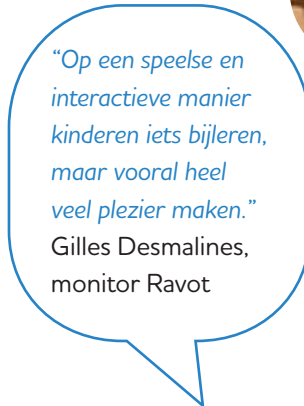 “Op een speelse en
interactieve manier
kinderen iets bijleren,
maar vooral heel
veel plezier maken.”
Gilles Desmalines,
monitor Ravot